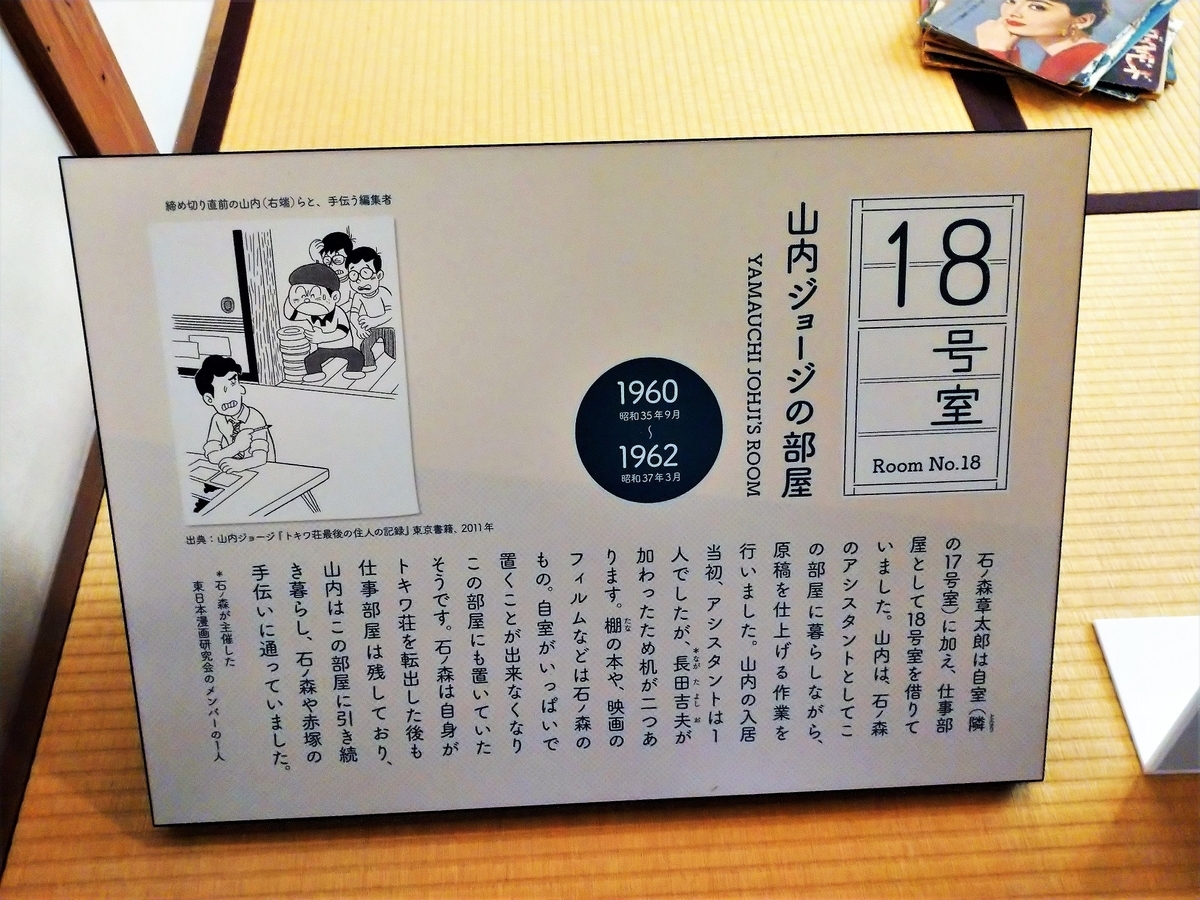 18
号
室
Room No.18
山内ジョージの部屋
YAMAUCHI JOHJI'S ROOM
1960
昭和35年9月
〜
1962
昭和37年3月
締め切り直前の山内(右端)らと、手伝う編集者
出典：山内ジョージ『トキワ荘最後の住人の記録』東京書籍、2011年
石ノ森章太郎は自室（隣
の17号室）に加え、仕事部
屋として18号室を借りて
いました。山内は、石ノ森
のアシスタントとしてこ
の部屋に暮らしながら、
原稿を仕上げる作業を
行いました。山内の入居
当初、アシスタントは1
人でしたが、長田吉夫が
＊ながたよしお
加わったため机が二つあ
ります。棚の本や、映画の
たな
フィルムなどは石ノ森の
もの。自室がいっぱいで
置くことが出来なくなり
この部屋にも置いていた
そうです。石ノ森は自身が
トキワ荘を転出した後も
仕事部屋は残しており、
山内はこの部屋に引き続
き暮らし、石ノ森や赤塚の
手伝いに通っていました。
＊石ノ森が主催した
東日本漫画研究会のメンバーの1人